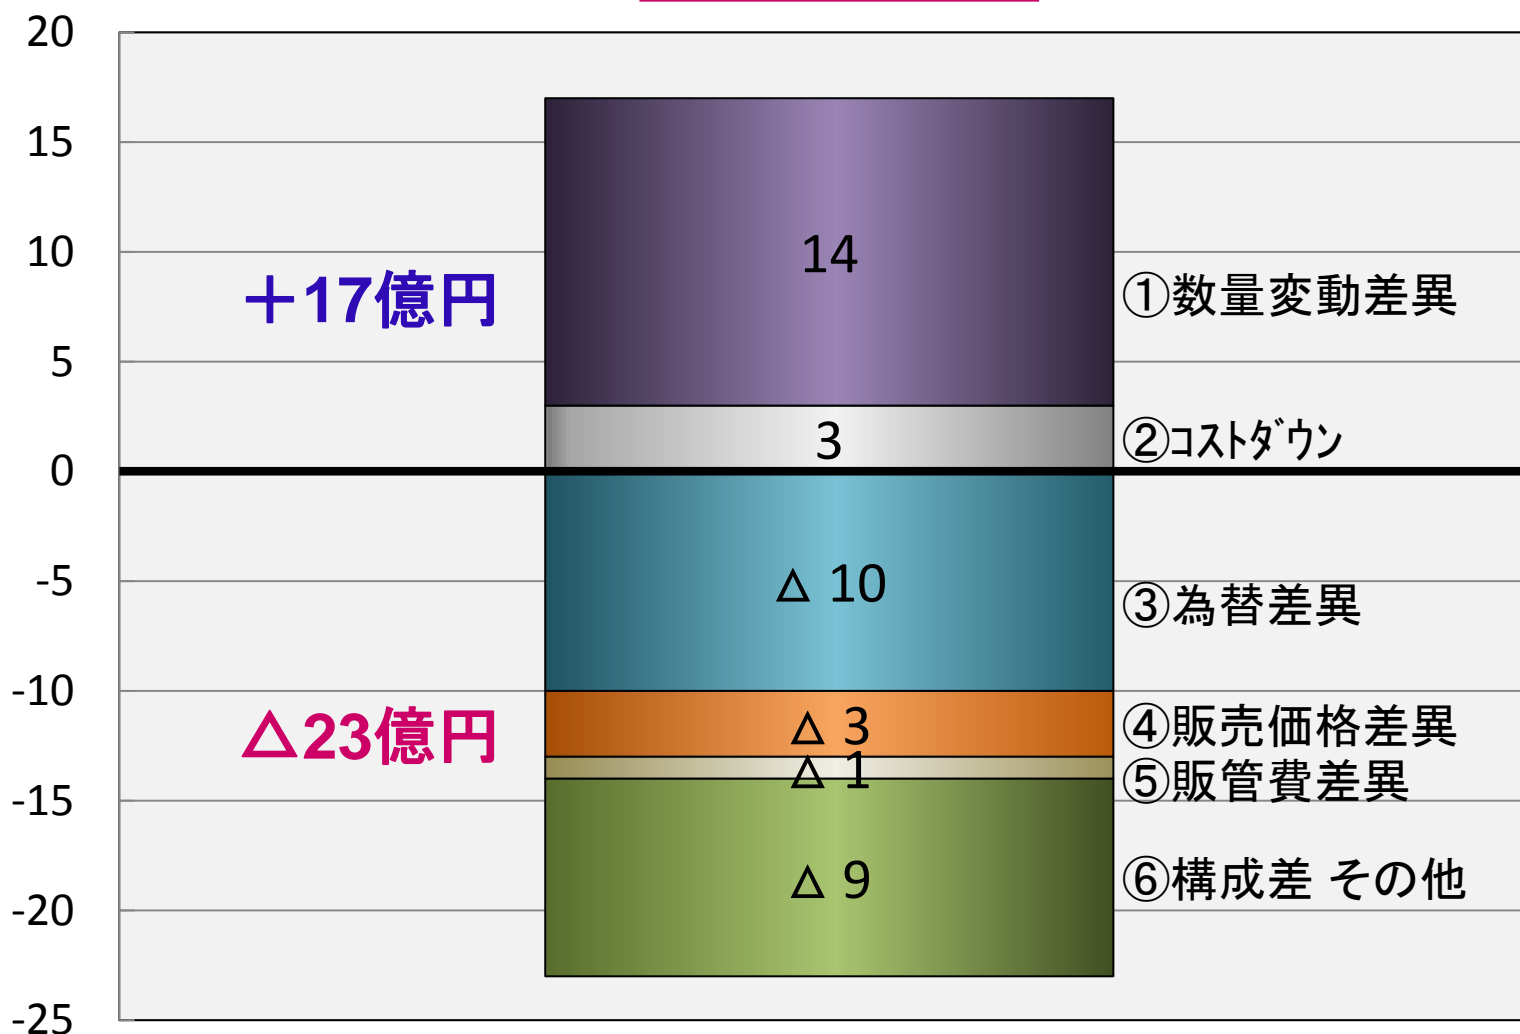 20
15
10
5
0
-5
-10
-15
-20
-25
＋17億円
△23億円
14
3
△ 10
△ 3
△ 1
△ 9
①数量変動差異
②ｺｽﾄﾀﾞｳﾝ
③為替差異
④販売価格差異
⑤販管費差異
⑥構成差 その他